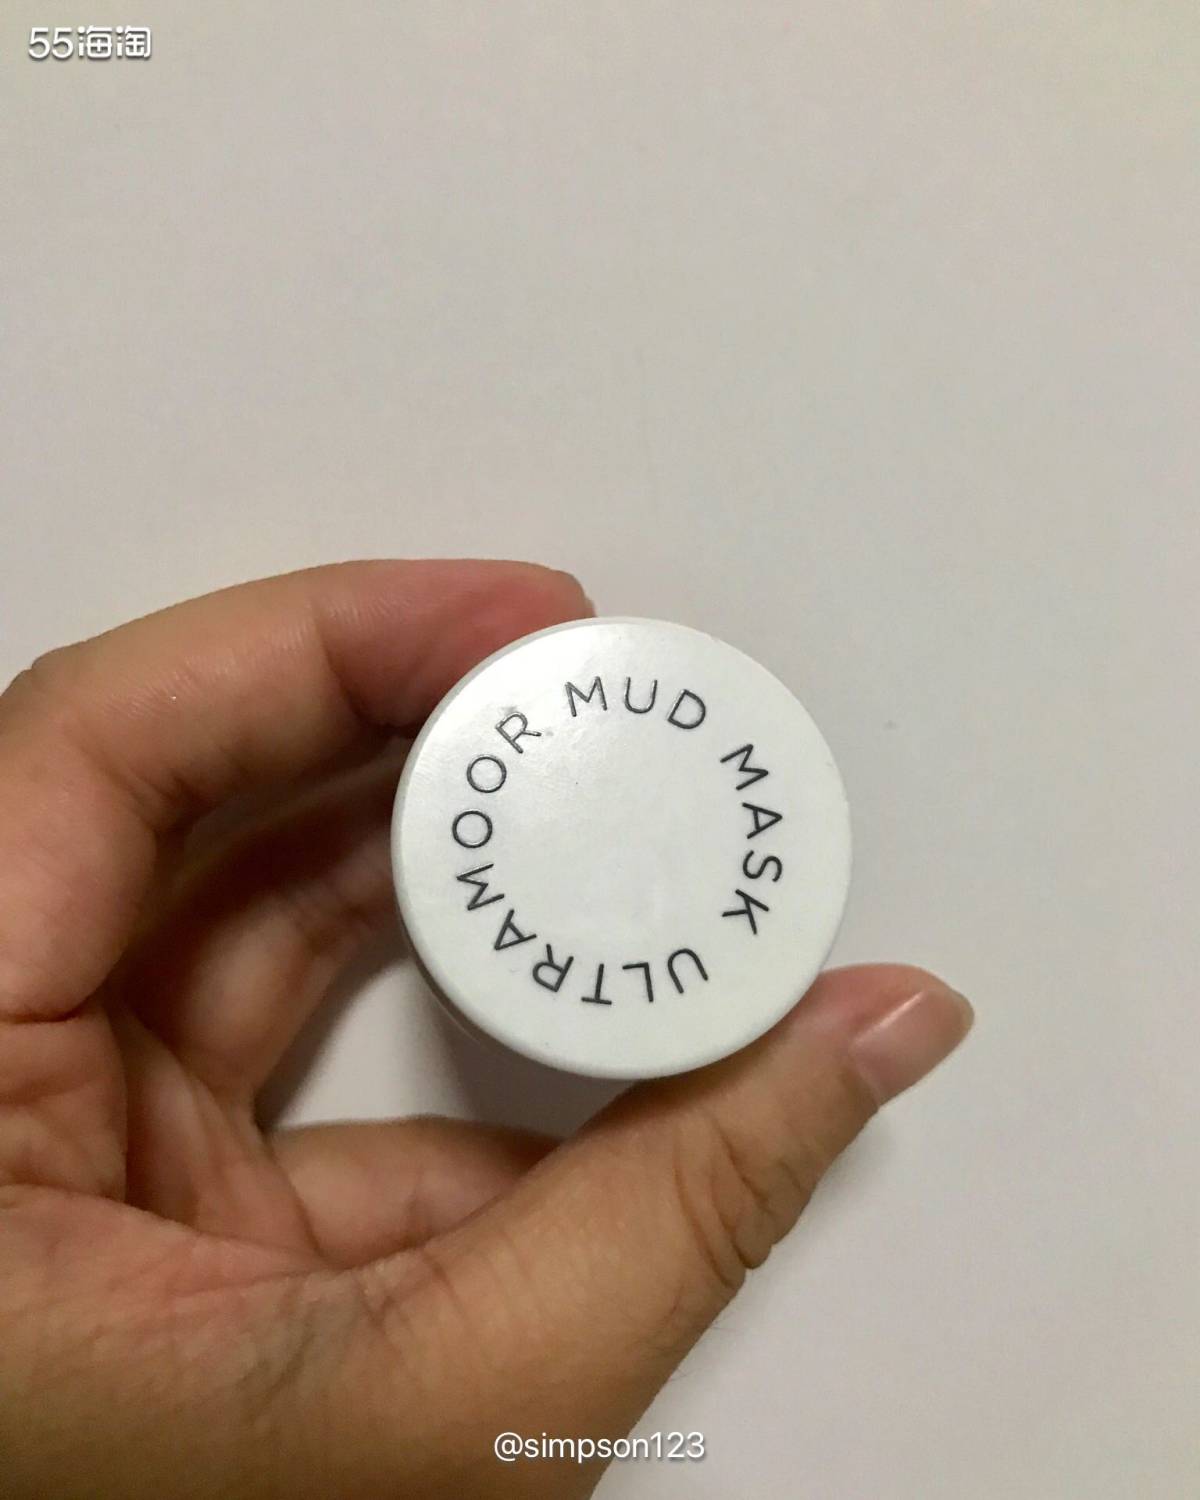 55海淘
ULTRAMOOR MUD MASK
@simpson123